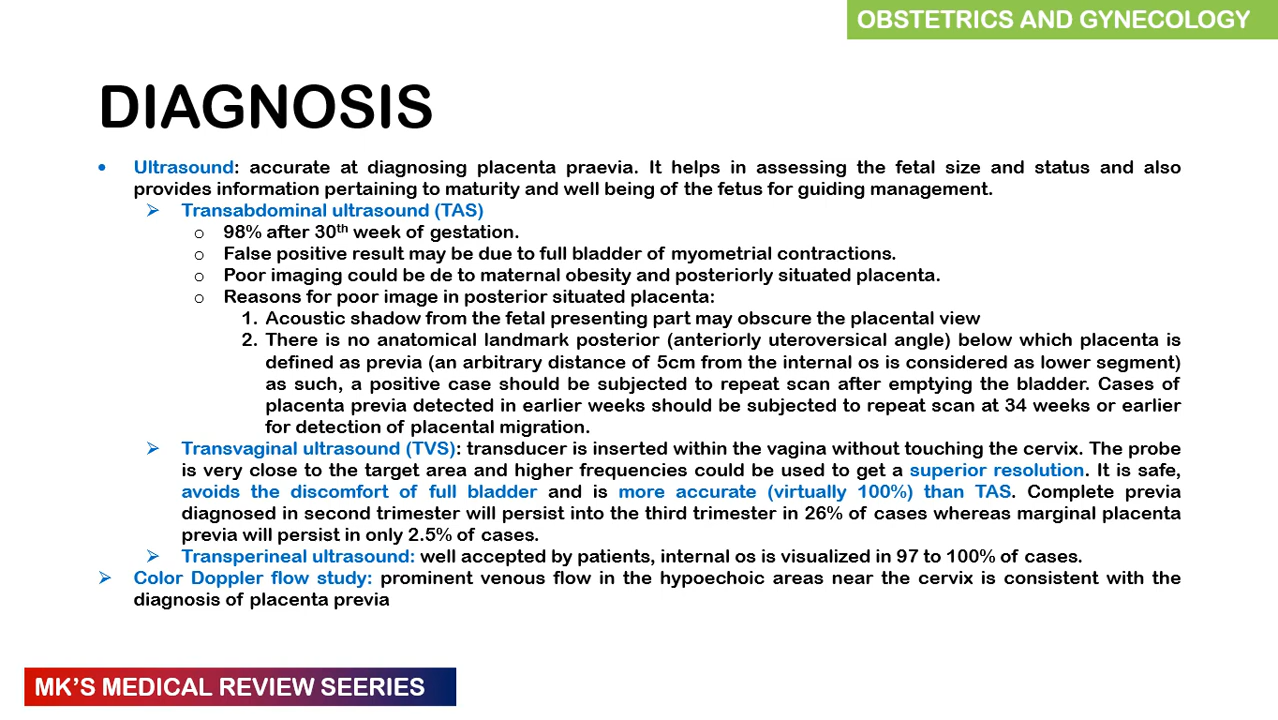 OBSTETRICS AND GYNECOLOGY
DIAGNOSIS
• Ultrasound: accurate at diagnosing placenta praevia. It helps in assessing the fetal size and status and also
provides information pertaining to maturity and well being of the fetus for guiding management.
➢ Transabdominal ultrasound (TAS)
o 98% after 30th week of gestation.
o False positive result may be due to full bladder of myometrial contractions.
o Poor imaging could be de to maternal obesity and posteriorly situated placenta.
o Reasons for poor image in posterior situated placenta:
1. Acoustic shadow from the fetal presenting part may obscure the placental view
2. There is no anatomical landmark posterior (anteriorly uteroversical angle) below which placenta is
defined as previa (an arbitrary distance of 5cm from the internal os is considered as lower segment)
as such, a positive case should be subjected to repeat scan after emptying the bladder. Cases of
placenta previa detected in earlier weeks should be subjected to repeat scan at 34 weeks or earlier
for detection of placental migration.
➢ Transvaginal ultrasound (TVS): transducer is inserted within the vagina without touching the cervix. The probe
is very close to the target area and higher frequencies could be used to get a superior resolution. It is safe,
avoids the discomfort of full bladder and is more accurate (virtually 100%) than TAS. Complete previa
diagnosed in second trimester will persist into the third trimester in 26% of cases whereas marginal placenta
previa will persist in only 2.5% of cases.
➢ Transperineal ultrasound: well accepted by patients, internal os is visualized in 97 to 100% of cases.
➢ Color Doppler flow study: prominent venous flow in the hypoechoic areas near the cervix is consistent with the
diagnosis of placenta previa
MK'S MEDICAL REVIEW SEERIES